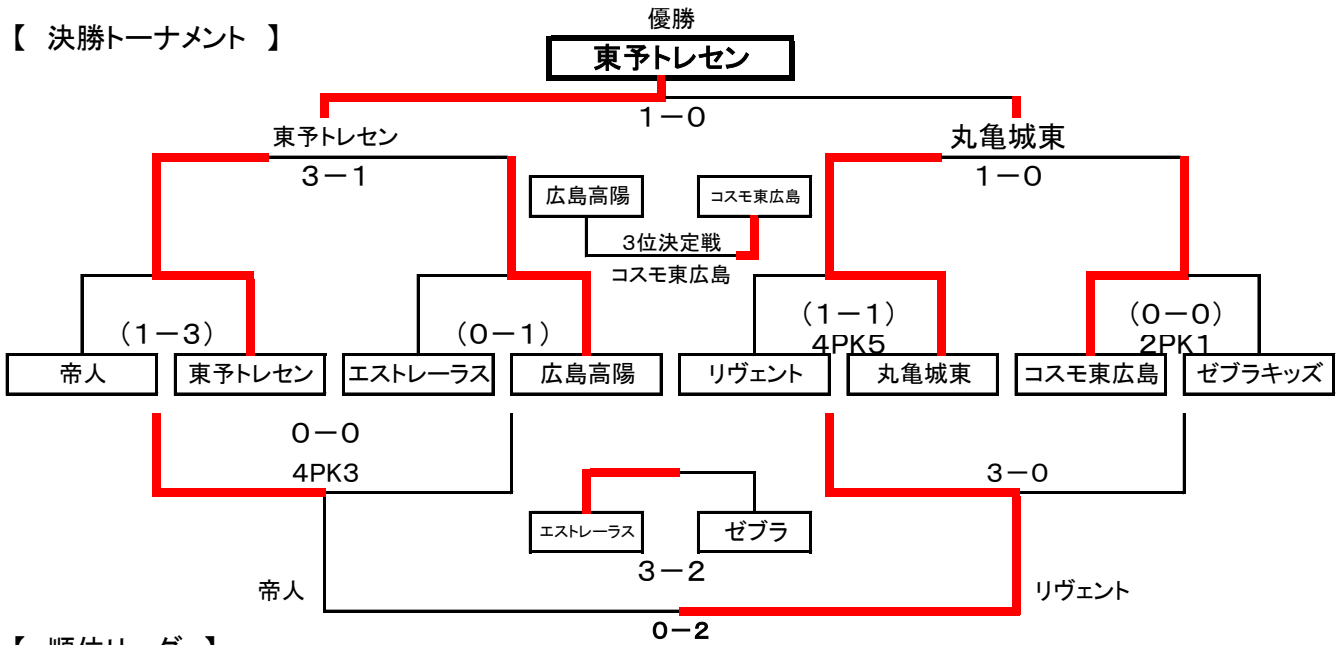 優勝
【 決勝トーナメント 】
東予トレセン
1－0
東予トレセン
丸亀城東
3－1
1－0
広島高陽
コスモ東広島
3位決定戦
コスモ東広島
(1－3)
(0－1)
(1－1)
4PK5
(0－0)
2PK1
帝人
東予トレセン
エストレーラス
広島高陽
リヴェント
丸亀城東
コスモ東広島
ゼブラキッズ
0－0
4PK3
3－0
エストレーラス
ゼブラ
3－2
帝人
リヴェント
0－2